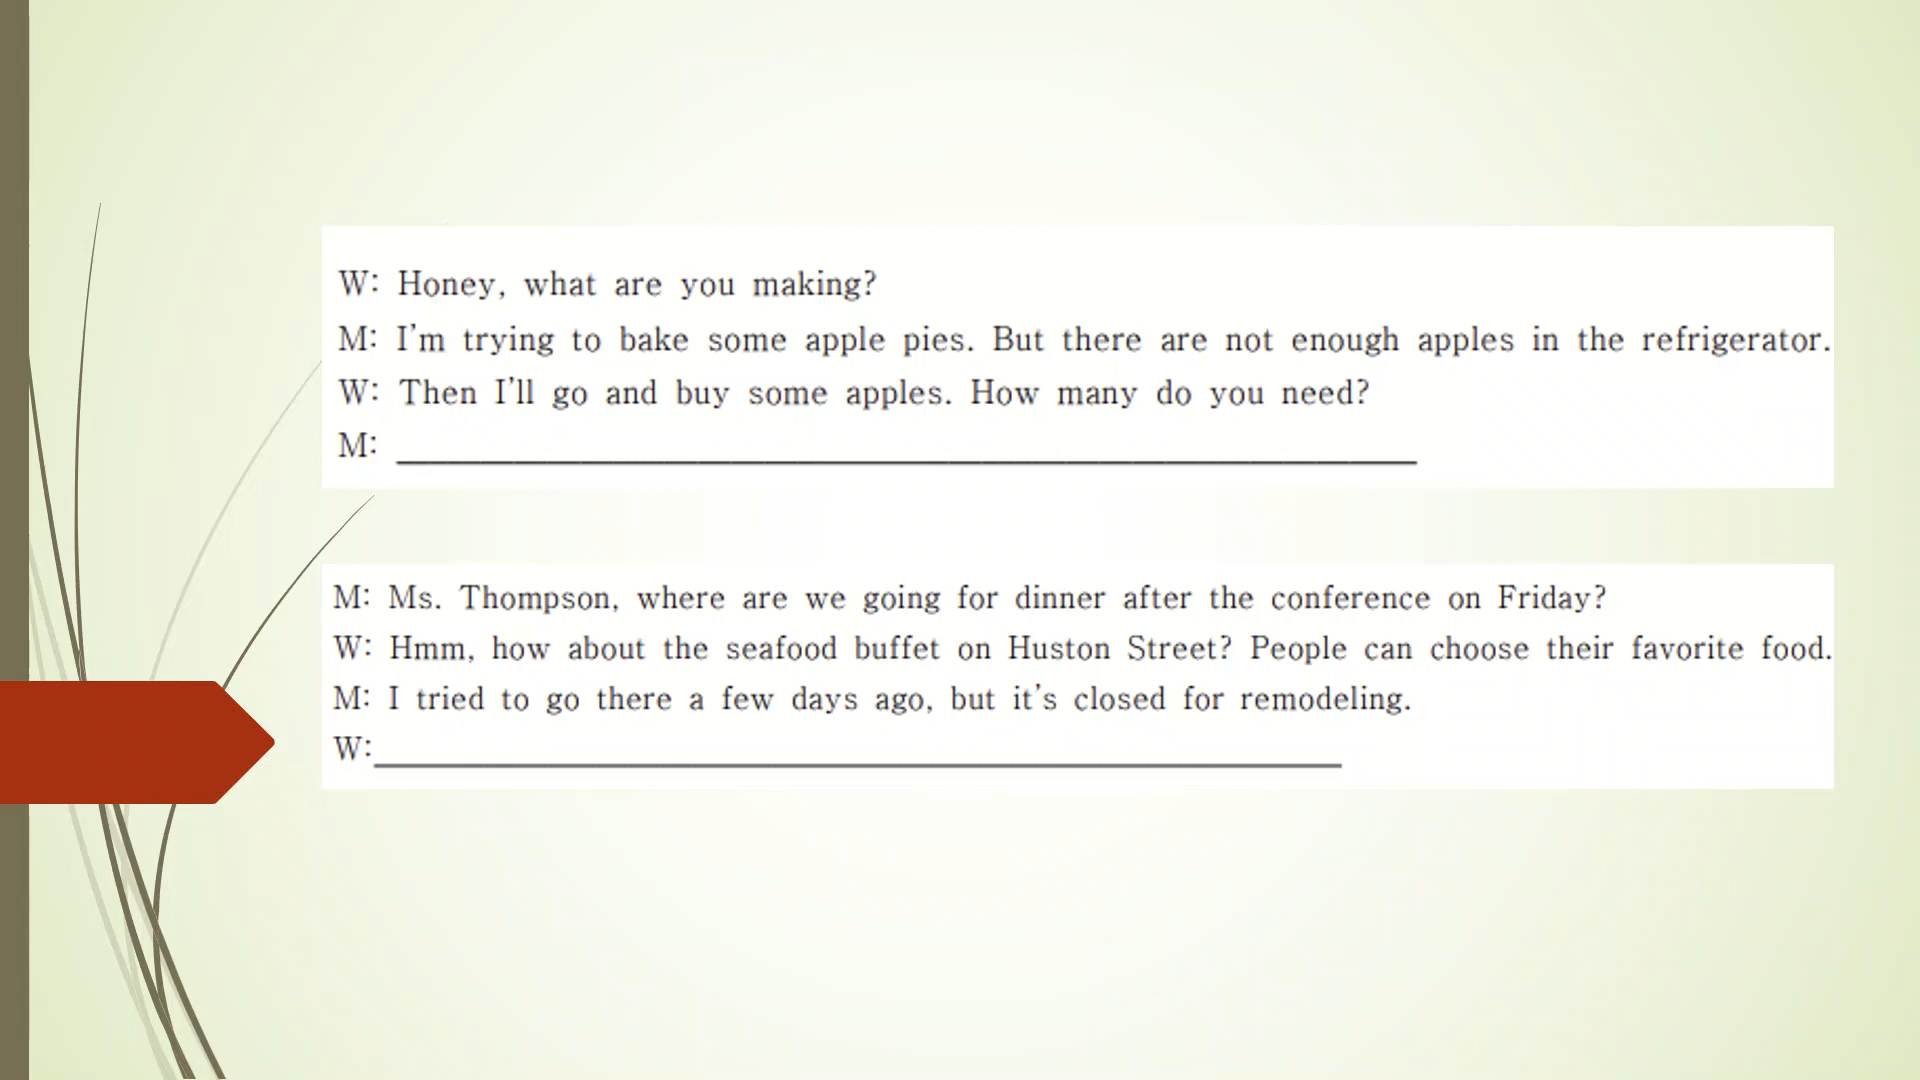 W: Honey, what are you making?
M: I'm trying to bake some apple pies. But there are not enough apples in the refrigerator.
W: Then I'll go and buy some apples. How many do you need?
M:
M: Ms. Thompson, where are we going for dinner after the conference on Friday?
W: Hmm, how about the seafood buffet on Huston Street? People can choose their favorite food.
M: I tried to go there a few days ago, but it's closed for remodeling.
W: